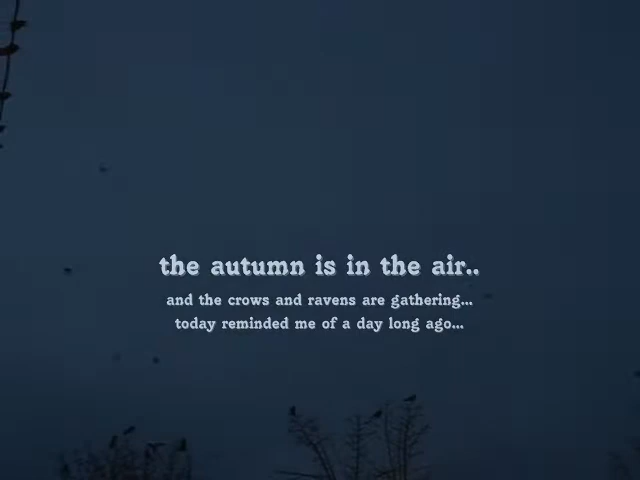 the autumn is in the air..
and the crows and ravens are gathering...
today reminded me of a day long ago...